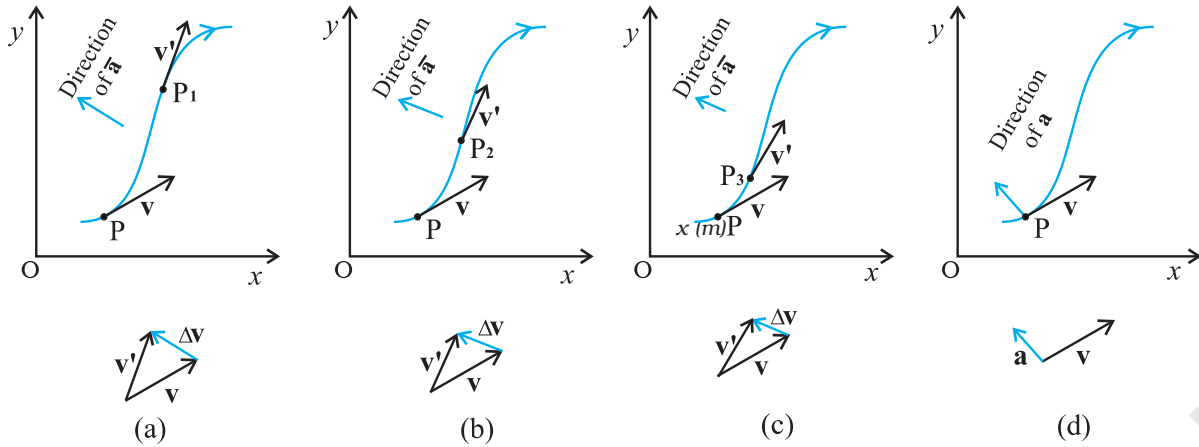 y
Direction
of a̅
v'
P₁
v
P
O
x
Δv
v'
v
(a)
y
Direction
of a̅
v'
P₂
v
P
O
x
Δv
v'
v
(b)
y
Direction
of a̅
v'
P₃
v
x (m)P
O
x
Δv
v'
v
(c)
y
Direction
of a
v
P
O
x
a
v
(d)